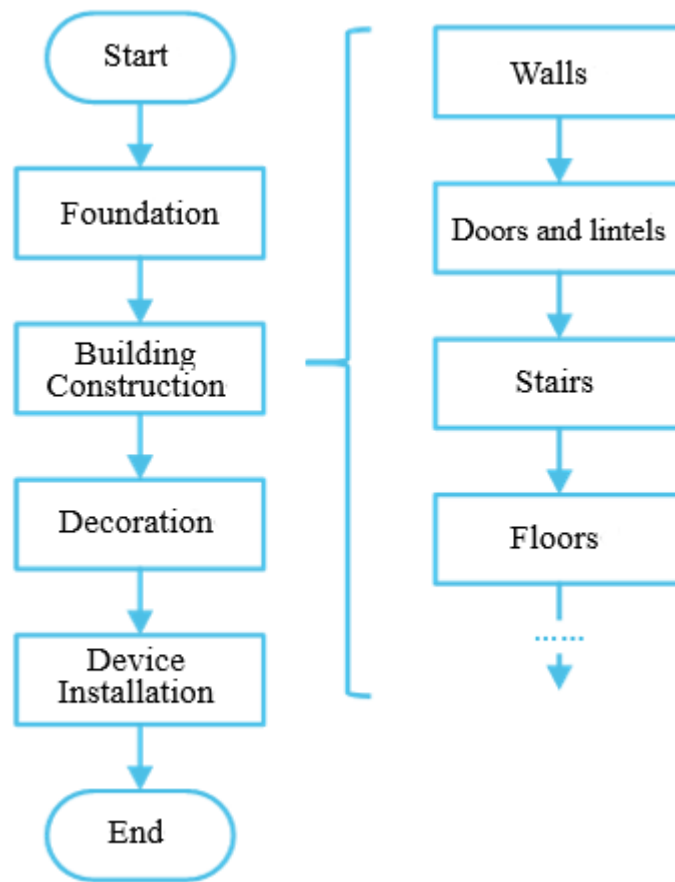 Start
Foundation
Building
Construction
Decoration
Device
Installation
End
Walls
Doors and lintels
Stairs
Floors
……